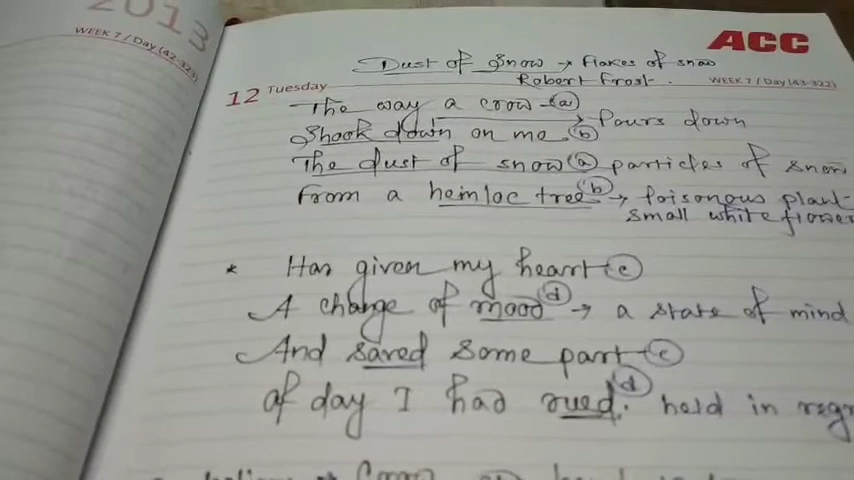 2013
WEEK 7 / Day (42-323)
ACC
Dust of Snow → flakes of snow
Robert Frost.
WEEK 7 / Day (43-322)
12 Tuesday
The way a crow (a)
Shook down on me (b) → Pours down
The dust of snow (a) particles of snow
From a hemloc tree (b) → poisonous plant
small white flower
* Has given my heart (c)
A change of mood (d) → a state of mind
And saved some part (c)
of day I had rued. (d) held in regr